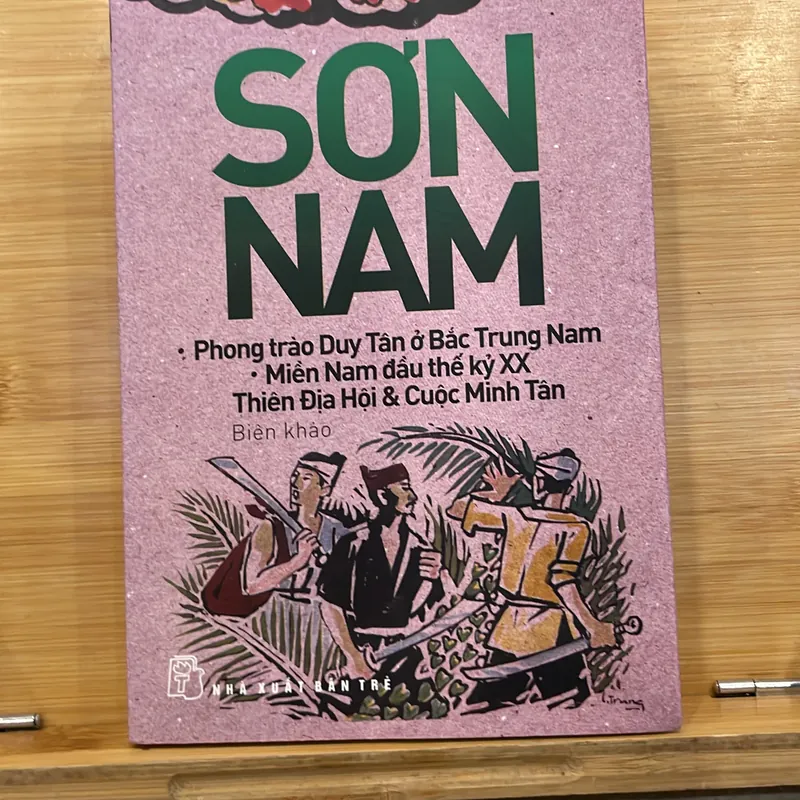 SƠN
NAM
• Phong trào Duy Tân ở Bắc Trung Nam
• Miền Nam đầu thế kỷ XX
Thiên Địa Hội & Cuộc Minh Tân
Biên khảo
T
NHÀ XUẤT BẢN TRẺ
L.Trung